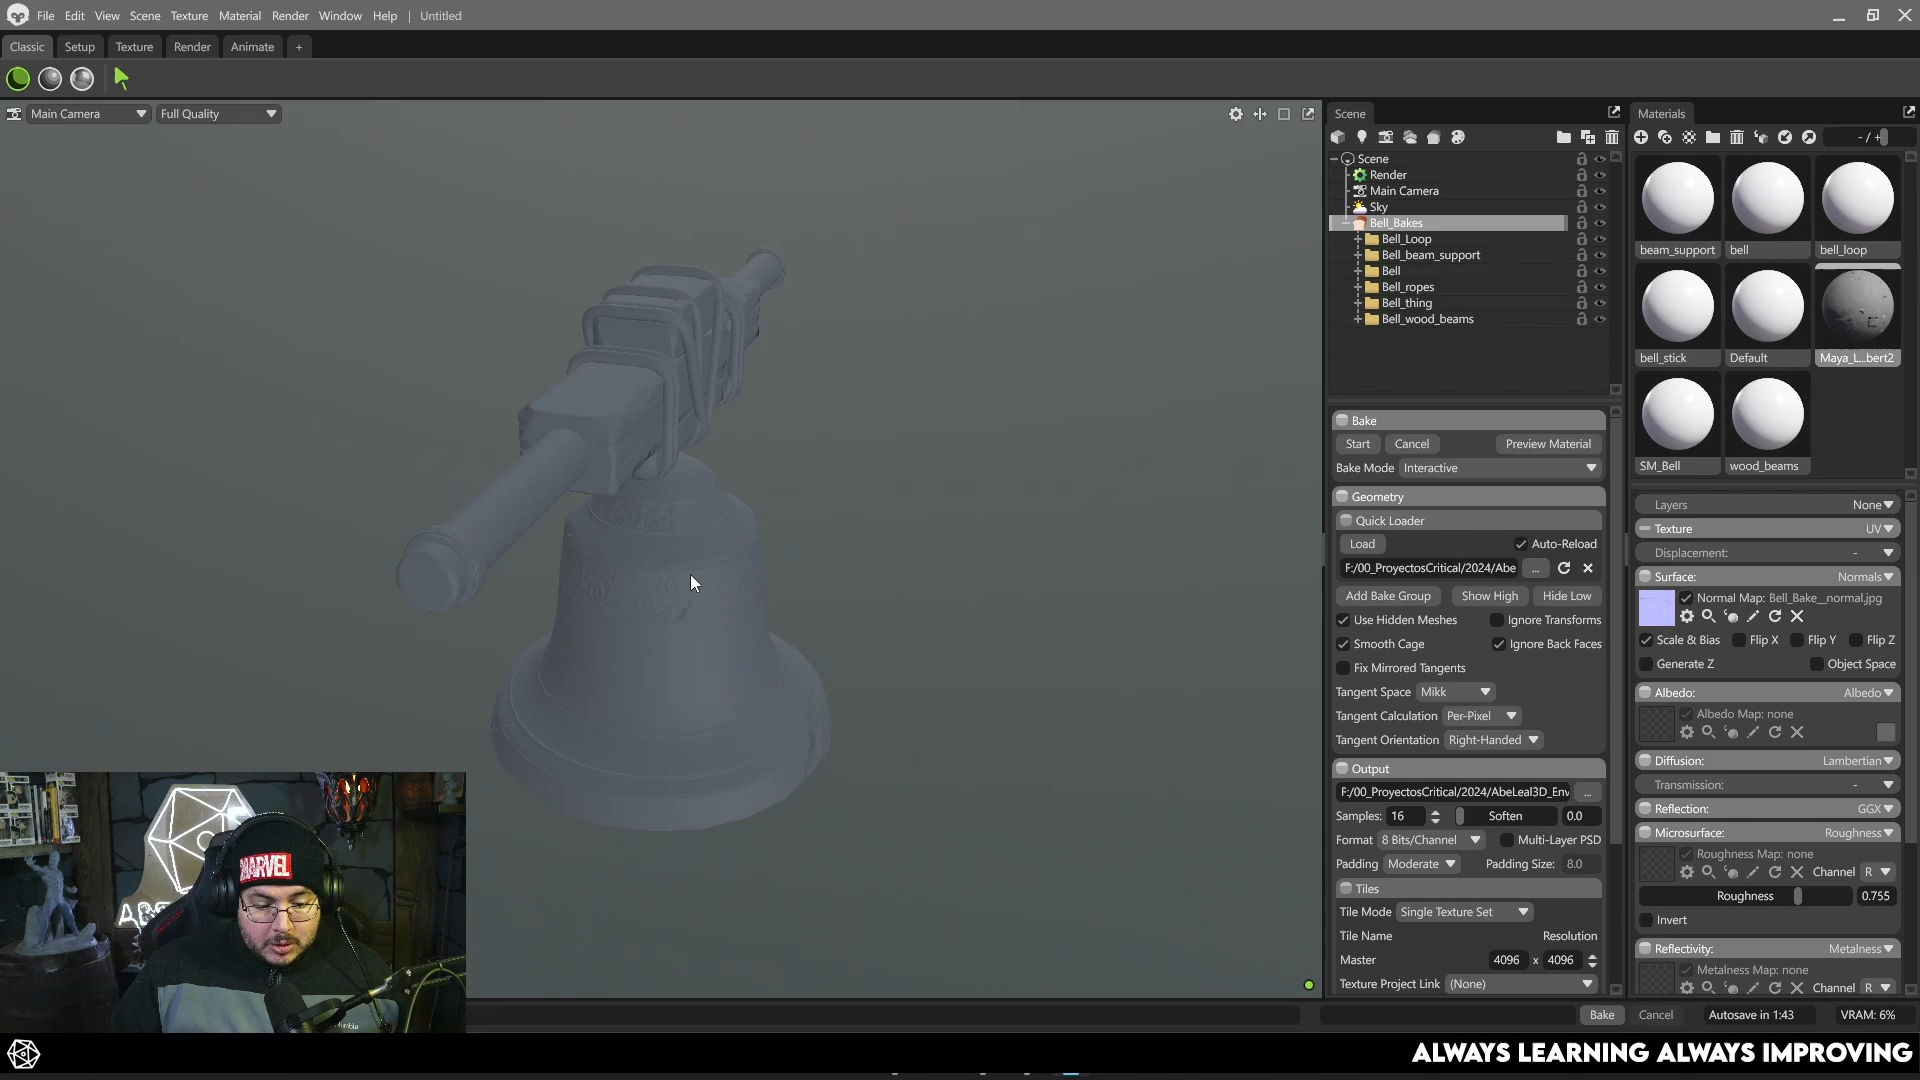 File Edit View Scene Texture Material Render Window Help | Untitled
Classic Setup Texture Render Animate +
Main Camera Full Quality
Scene
Scene
Render
Main Camera
Sky
Bell_Bakes
Bell_Loop
Bell_beam_support
Bell
Bell_ropes
Bell_thing
Bell_wood_beams
Bake
Start Cancel Preview Material
Bake Mode Interactive
Geometry
Quick Loader
Load Auto-Reload
F:/00_ProyectosCritical/2024/Abe ...
Add Bake Group Show High Hide Low
Use Hidden Meshes Ignore Transforms
Smooth Cage Ignore Back Faces
Fix Mirrored Tangents
Tangent Space Mikk
Tangent Calculation Per-Pixel
Tangent Orientation Right-Handed
Output
F:/00_ProyectosCritical/2024/AbeLeal3D_Env ...
Samples: 16 Soften 0.0
Format 8 Bits/Channel Multi-Layer PSD
Padding Moderate Padding Size: 8.0
Tiles
Tile Mode Single Texture Set
Tile Name Resolution
Master 4096 x 4096
Texture Project Link (None)
Materials
- / +
beam_support bell bell_loop
bell_stick Default Maya_L...bert2
SM_Bell wood_beams
Layers None
Texture UV
Displacement: -
Surface: Normals
Normal Map: Bell_Bake__normal.jpg
Scale & Bias Flip X Flip Y Flip Z
Generate Z Object Space
Albedo: Albedo
Albedo Map: none
Diffusion: Lambertian
Transmission: -
Reflection: GGX
Microsurface: Roughness
Roughness Map: none
Channel R
Roughness 0.755
Invert
Reflectivity: Metalness
Metalness Map: none
Channel R
Bake Cancel Autosave in 1:43 VRAM: 6%
MARVEL
ABE
ALWAYS LEARNING ALWAYS IMPROVING